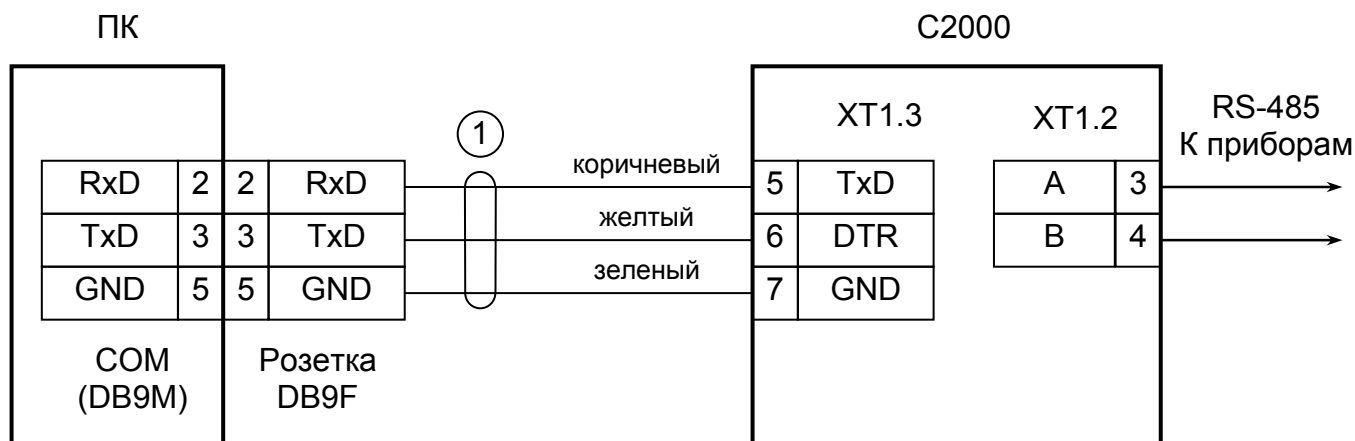 ПК
С2000
XT1.3
XT1.2
RS-485
К приборам
1
коричневый
RxD 2 2 RxD
5 TxD
A 3
желтый
TxD 3 3 TxD
6 DTR
B 4
зеленый
GND 5 5 GND
7 GND
COM
(DB9M)
Розетка
DB9F